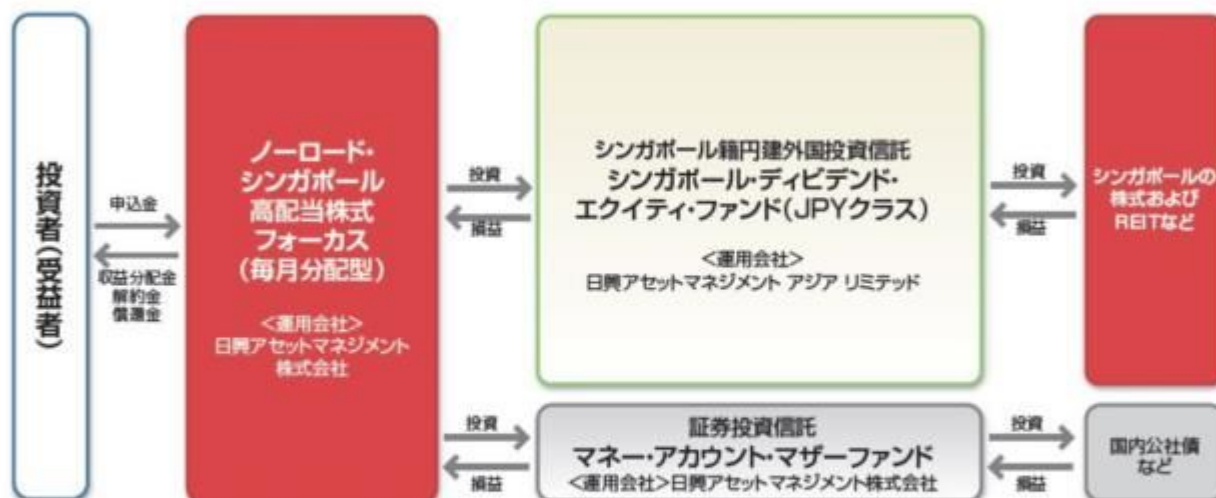 投資者(受益者)
申込金
収益分配金
解約金
償還金
ノーロード・
シンガポール
高配当株式
フォーカス
(毎月分配型)
<運用会社>
日興アセットマネジメント
株式会社
投資
損益
シンガポール籍円建外国投資信託
シンガポール・ディビデンド・
エクイティ・ファンド(JPYクラス)
<運用会社>
日興アセットマネジメント アジア リミテッド
投資
損益
シンガポールの
株式および
REITなど
投資
損益
証券投資信託
マネー・アカウント・マザーファンド
<運用会社>日興アセットマネジメント株式会社
投資
損益
国内公社債
など